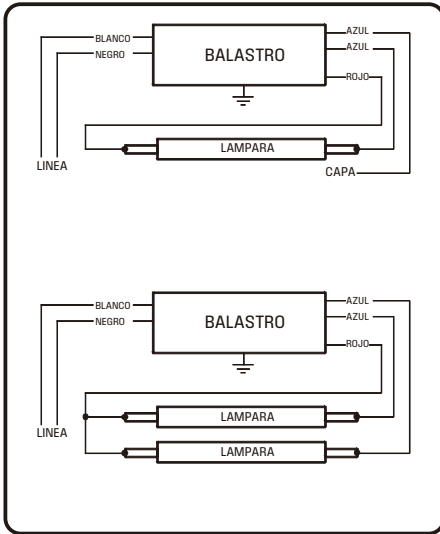 BLANCO
NEGRO
BALASTRO
AZUL
AZUL
ROJO
LAMPARA
LINEA
CAPA
BLANCO
NEGRO
BALASTRO
AZUL
AZUL
ROJO
LAMPARA
LINEA
LAMPARA